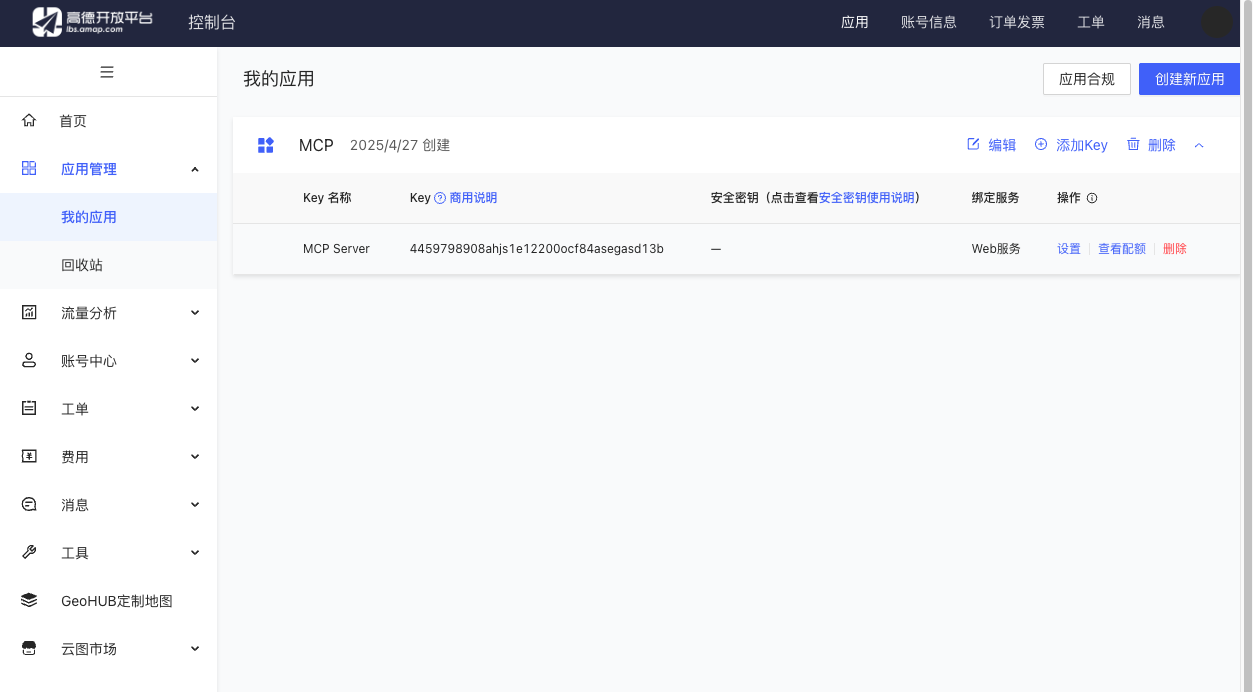 高德开放平台
lbs.amap.com
控制台
应用 账号信息 订单发票 工单 消息
首页
应用管理
我的应用
回收站
流量分析
账号中心
工单
费用
消息
工具
GeoHUB定制地图
云图市场
我的应用
应用合规 创建新应用
MCP 2025/4/27 创建 编辑 添加Key 删除
Key 名称 Key 商用说明 安全密钥（点击查看安全密钥使用说明） 绑定服务 操作
MCP Server 4459798908ahjs1e12200ocf84asegasd13b — Web服务 设置 查看配额 删除